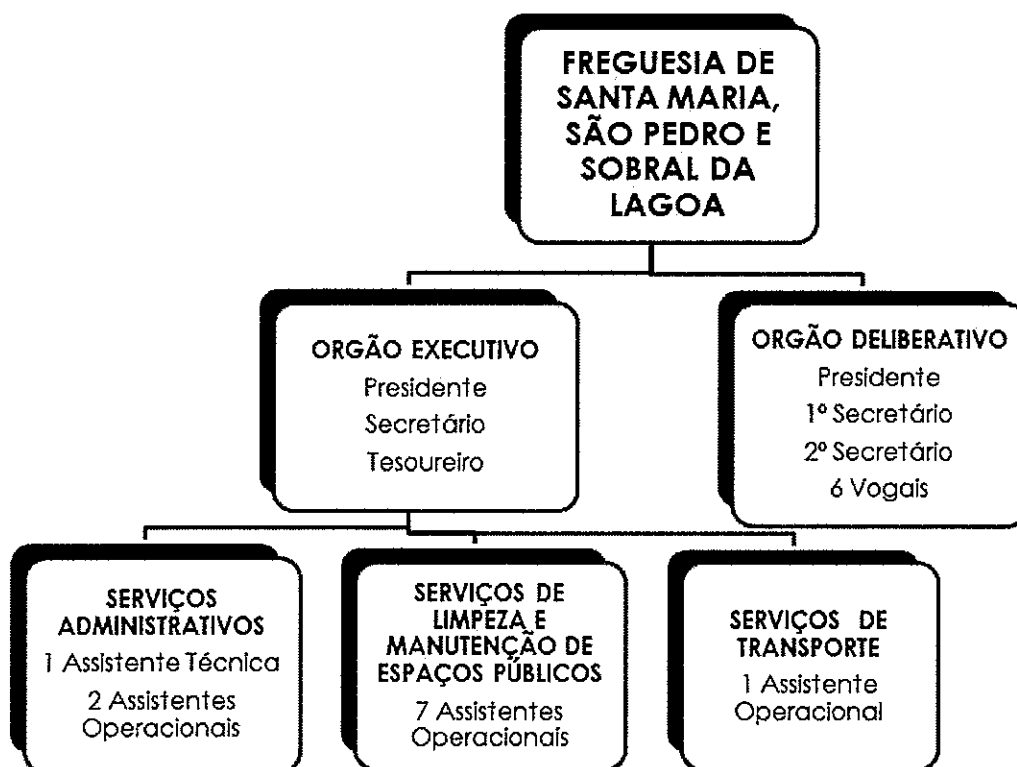 FREGUESIA DE
SANTA MARIA,
SÃO PEDRO E
SOBRAL DA
LAGOA
ORGÃO EXECUTIVO
Presidente
Secretário
Tesoureiro
ORGÃO DELIBERATIVO
Presidente
1º Secretário
2º Secretário
6 Vogais
SERVIÇOS
ADMINISTRATIVOS
1 Assistente Técnica
2 Assistentes
Operacionais
SERVIÇOS DE
LIMPEZA E
MANUTENÇÃO DE
ESPAÇOS PÚBLICOS
7 Assistentes
Operacionais
SERVIÇOS DE
TRANSPORTE
1 Assistente
Operacional